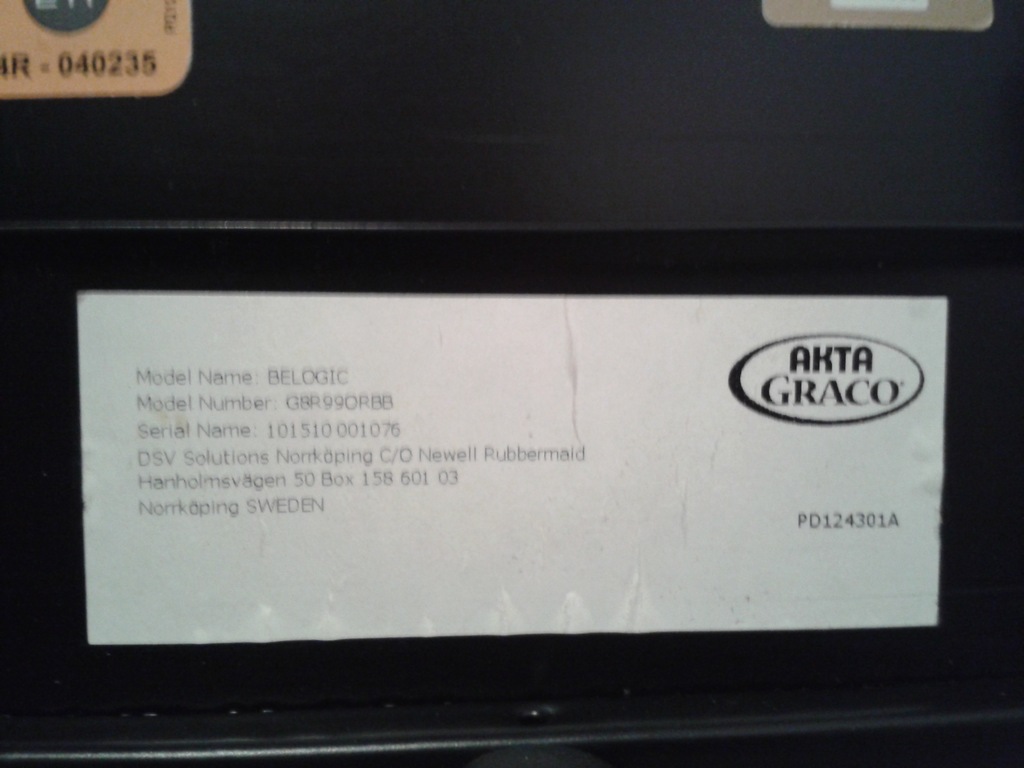 4R - 040235
Model Name: BELOGIC
Model Number: G8R99ORBB
Serial Name: 101510 001076
DSV Solutions Norrköping C/O Newell Rubbermaid
Hanholmsvägen 50 Box 158 601 03
Norrköping SWEDEN
AKTA
GRACO
PD124301A